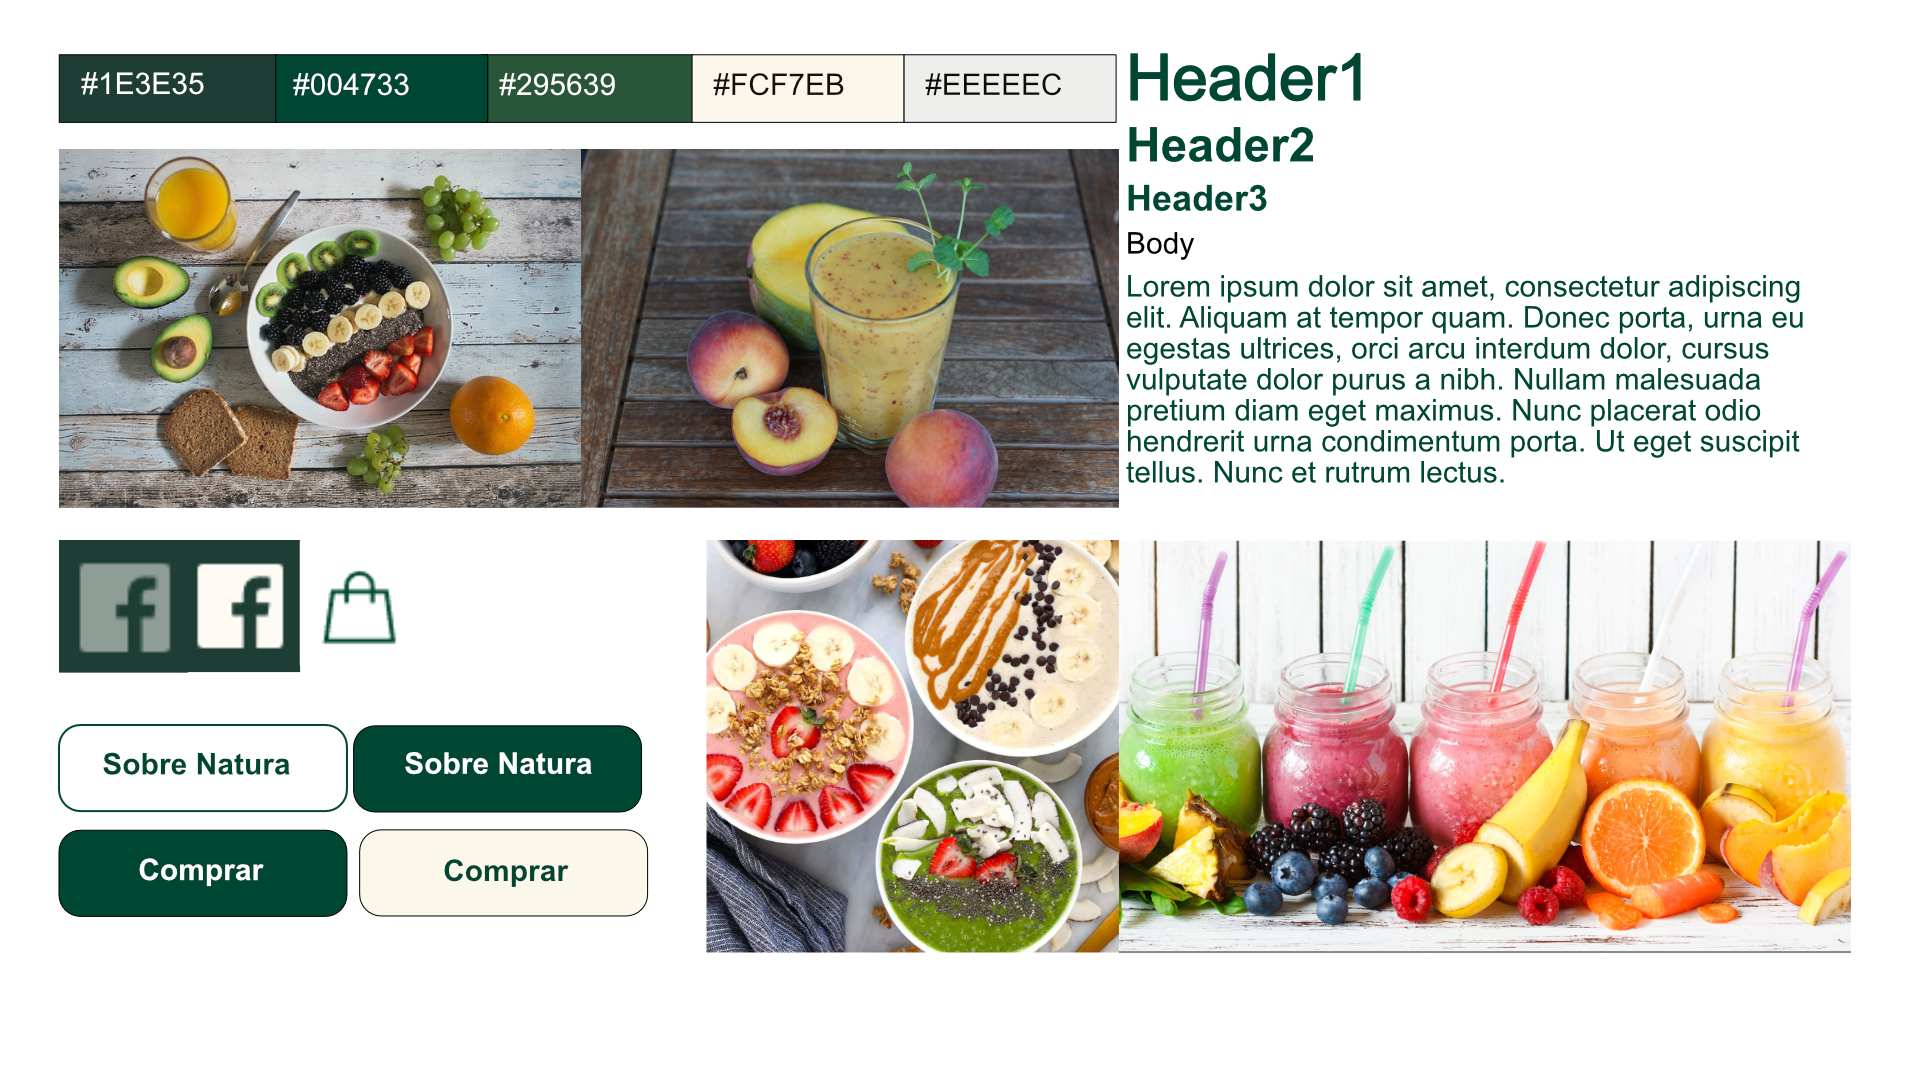 #1E3E35
#004733
#295639
#FCF7EB
#EEEEEC
Header1
Header2
Header3
Body
Lorem ipsum dolor sit amet, consectetur adipiscing
elit. Aliquam at tempor quam. Donec porta, urna eu
egestas ultrices, orci arcu interdum dolor, cursus
vulputate dolor purus a nibh. Nullam malesuada
pretium diam eget maximus. Nunc placerat odio
hendrerit urna condimentum porta. Ut eget suscipit
tellus. Nunc et rutrum lectus.
Sobre Natura
Sobre Natura
Comprar
Comprar